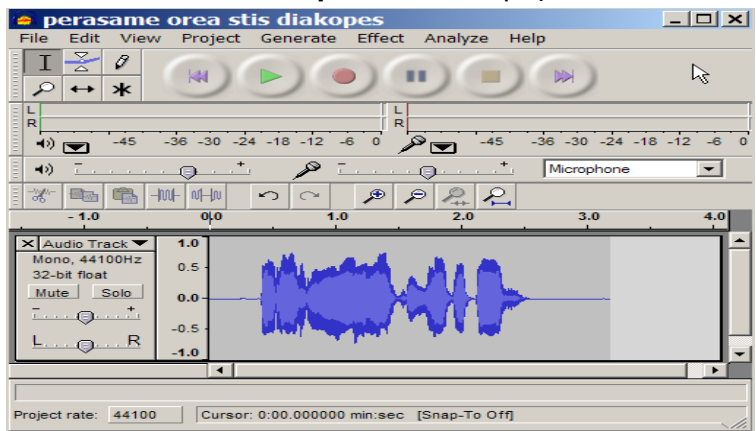 perasame orea stis diakopes
File Edit View Project Generate Effect Analyze Help
L L
R R
-45 -36 -30 -24 -18 -12 -6 0 -45 -36 -30 -24 -18 -12 -6 0
- + - + Microphone
- 1.0 0.0 1.0 2.0 3.0 4.0
X Audio Track 1.0
Mono, 44100Hz
32-bit float 0.5
Mute Solo 0.0
- +
-0.5
L R
-1.0
Project rate: 44100 Cursor: 0:00.000000 min:sec [Snap-To Off]